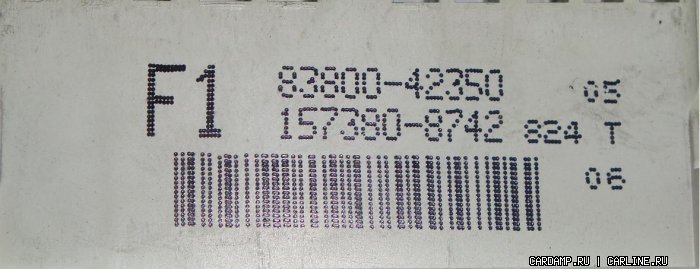 F1 83800-42350 05
157380-8742 824 T
06
CARDAMP.RU | CARLINE.RU